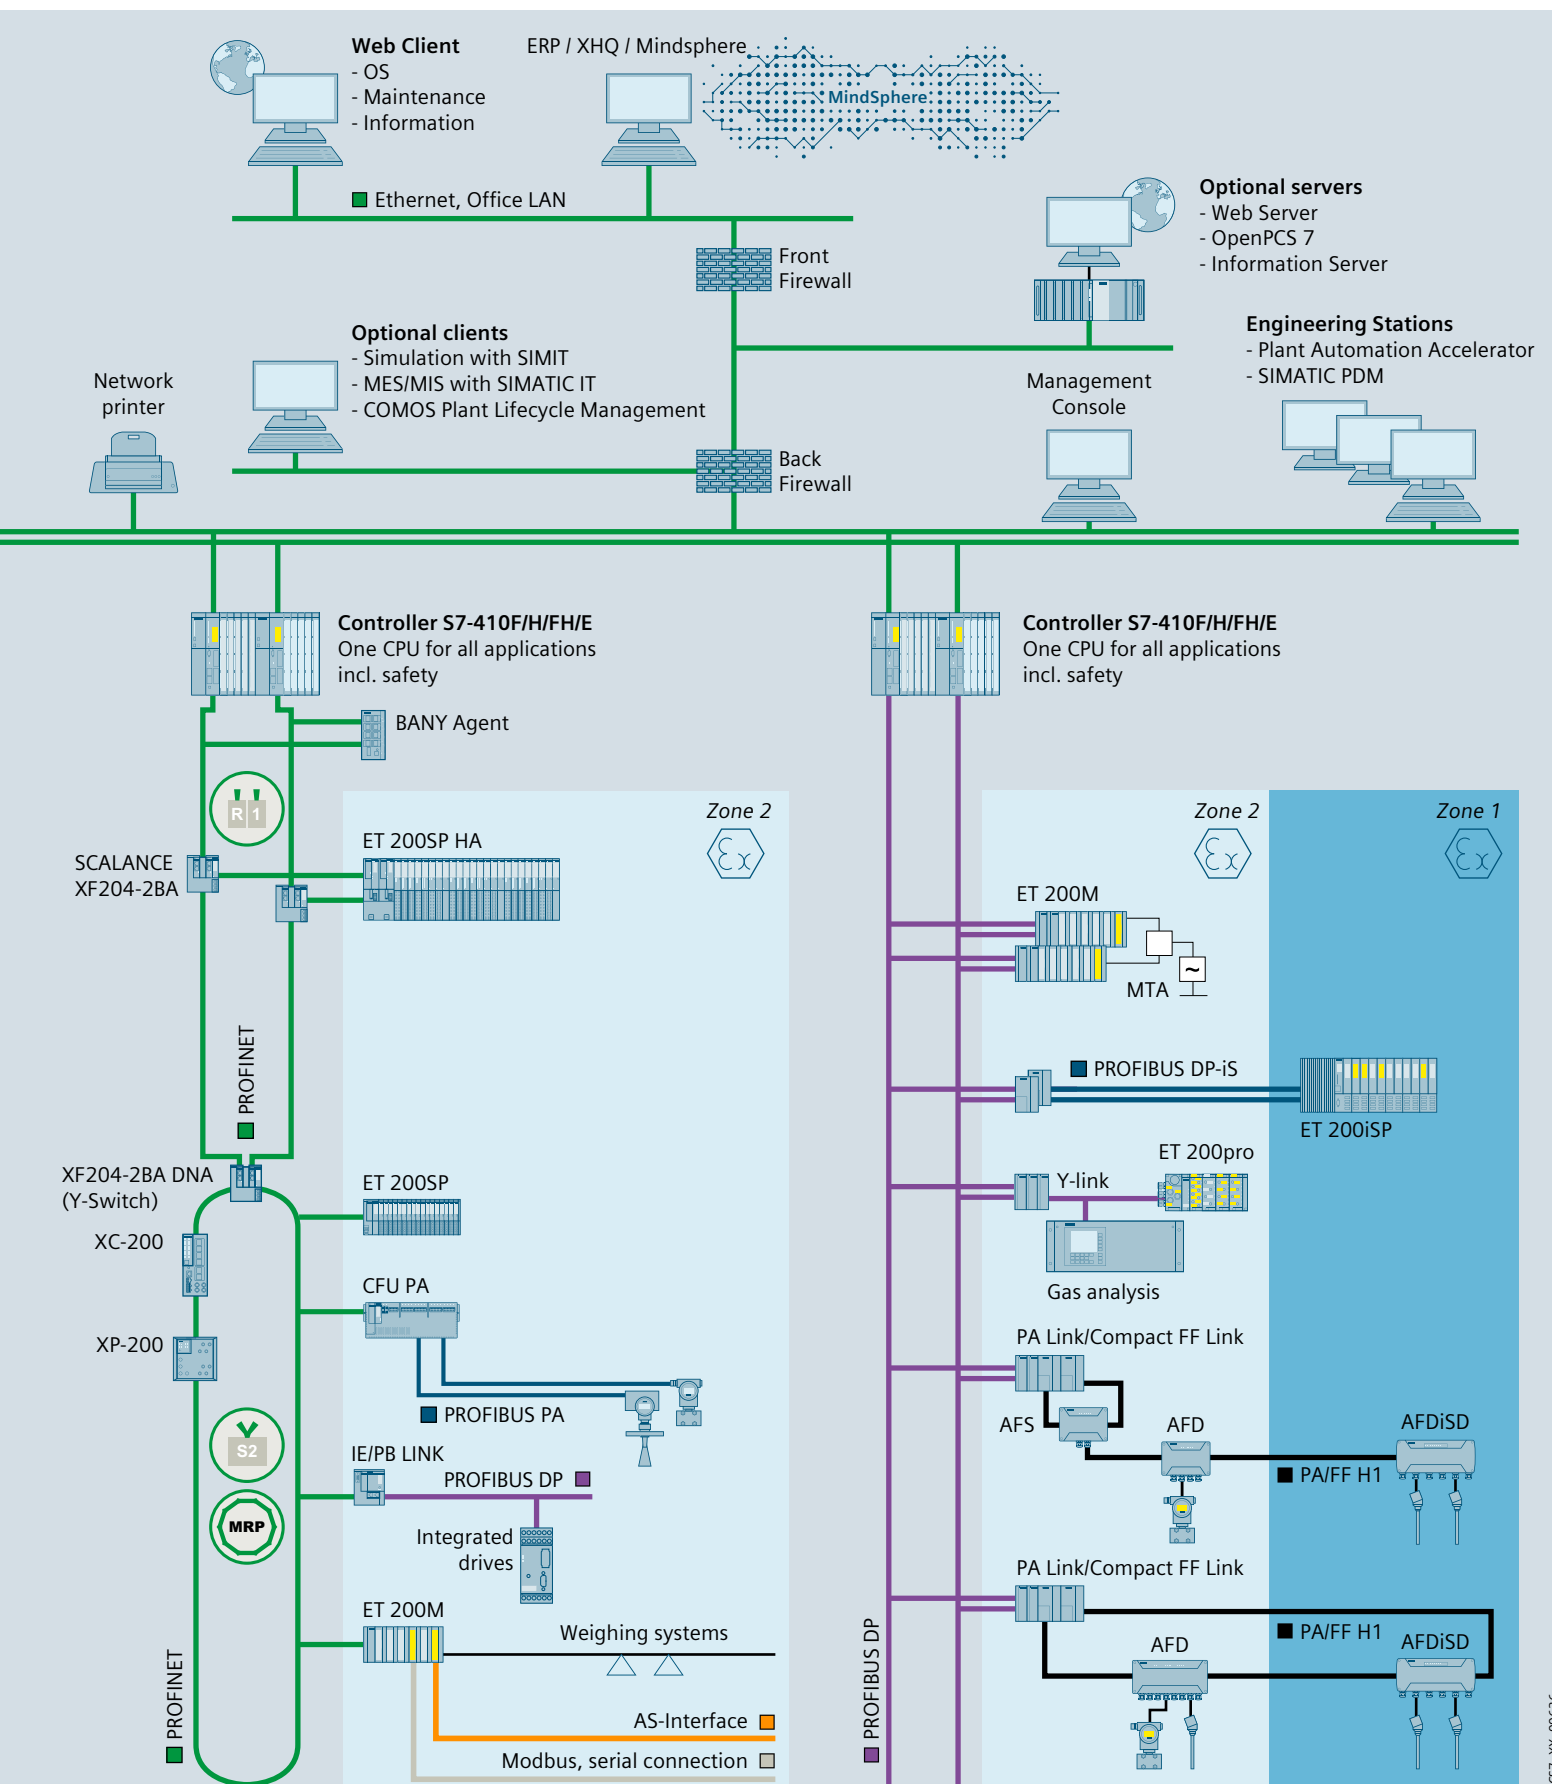 Web Client
- OS
- Maintenance
- Information
ERP / XHQ / Mindsphere
MindSphere
Ethernet, Office LAN
Optional servers
- Web Server
- OpenPCS 7
- Information Server
Front
Firewall
Optional clients
- Simulation with SIMIT
- MES/MIS with SIMATIC IT
- COMOS Plant Lifecycle Management
Engineering Stations
- Plant Automation Accelerator
- SIMATIC PDM
Network
printer
Management
Console
Back
Firewall
Controller S7-410F/H/FH/E
One CPU for all applications
incl. safety
Controller S7-410F/H/FH/E
One CPU for all applications
incl. safety
BANY Agent
R 1
Zone 2
Ex
ET 200SP HA
SCALANCE
XF204-2BA
PROFINET
XF204-2BA DNA
(Y-Switch)
ET 200SP
XC-200
CFU PA
XP-200
PROFIBUS PA
S2
IE/PB LINK
PROFIBUS DP
MRP
Integrated
drives
ET 200M
Weighing systems
PROFINET
AS-Interface
Modbus, serial connection
Zone 2
Ex
Zone 1
Ex
ET 200M
~
MTA
PROFIBUS DP-iS
ET 200iSP
ET 200pro
Y-link
Gas analysis
PA Link/Compact FF Link
AFS
AFD
AFDiSD
PA/FF H1
PA Link/Compact FF Link
PA/FF H1
AFD
AFDiSD
PROFIBUS DP